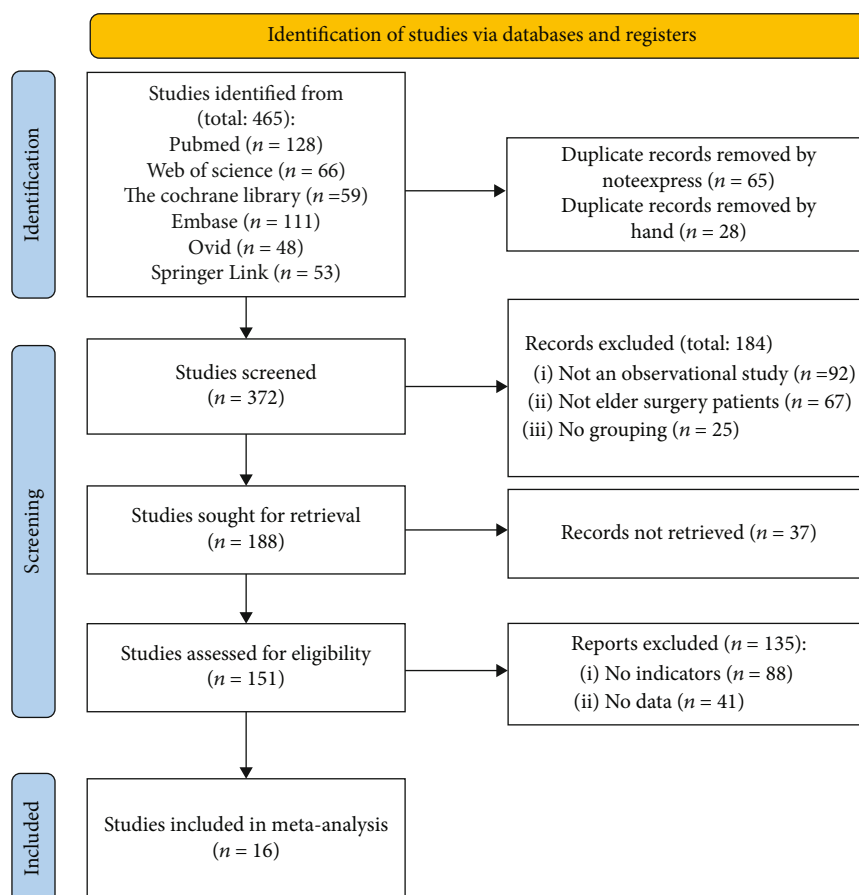 Identification of studies via databases and registers
Identification
Studies identified from
(total: 465):
Pubmed (n = 128)
Web of science (n = 66)
The cochrane library (n =59)
Embase (n = 111)
Ovid (n = 48)
Springer Link (n = 53)
Duplicate records removed by
noteexpress (n = 65)
Duplicate records removed by
hand (n = 28)
Screening
Studies screened
(n = 372)
Records excluded (total: 184)
(i) Not an observational study (n =92)
(ii) Not elder surgery patients (n = 67)
(iii) No grouping (n = 25)
Studies sought for retrieval
(n = 188)
Records not retrieved (n = 37)
Studies assessed for eligibility
(n = 151)
Reports excluded (n = 135):
(i) No indicators (n = 88)
(ii) No data (n = 41)
Included
Studies included in meta-analysis
(n = 16)